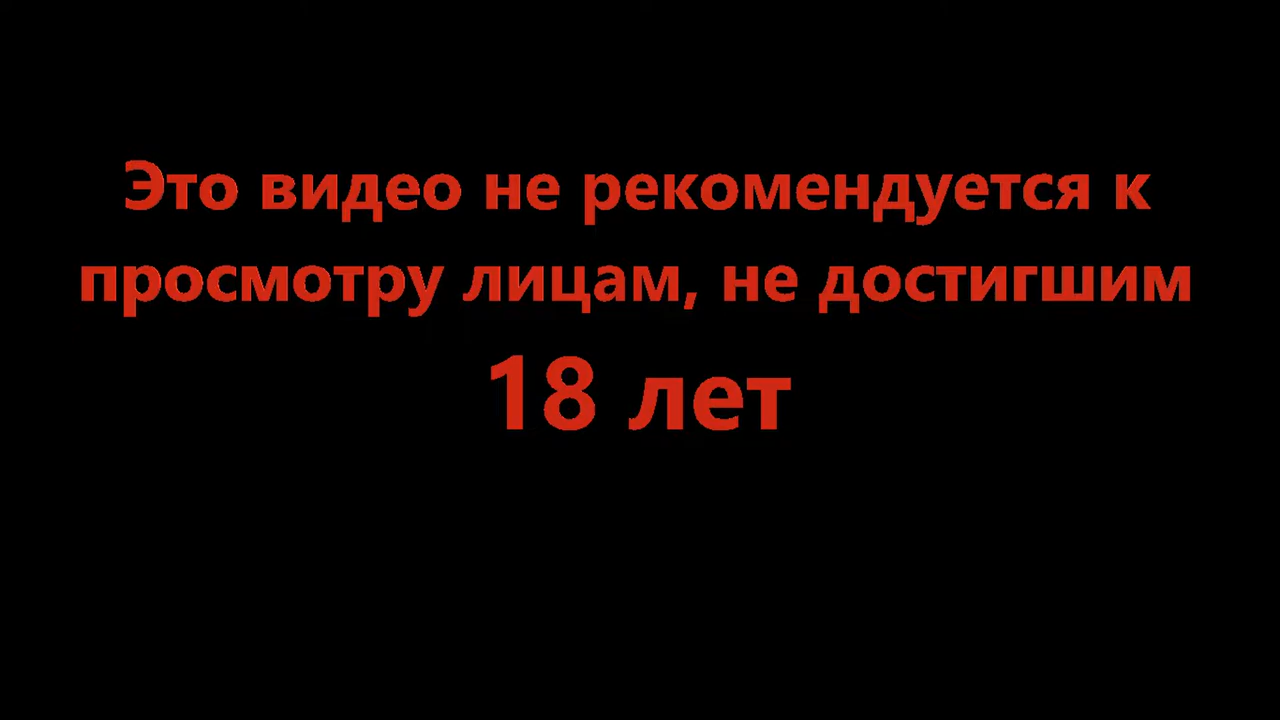 Это видео не рекомендуется к
просмотру лицам, не достигшим
18 лет